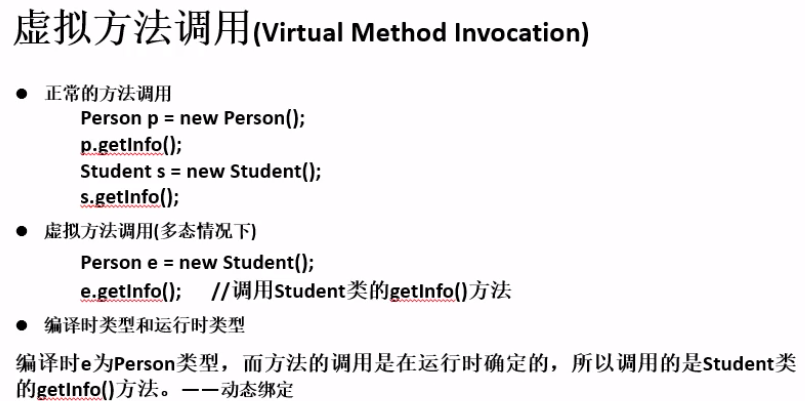 虚拟方法调用(Virtual Method Invocation)
● 正常的方法调用
Person p = new Person();
p.getInfo();
Student s = new Student();
s.getInfo();
● 虚拟方法调用(多态情况下)
Person e = new Student();
e.getInfo(); //调用Student类的getInfo()方法
● 编译时类型和运行时类型
编译时e为Person类型，而方法的调用是在运行时确定的，所以调用的是Student类
的getInfo()方法。——动态绑定